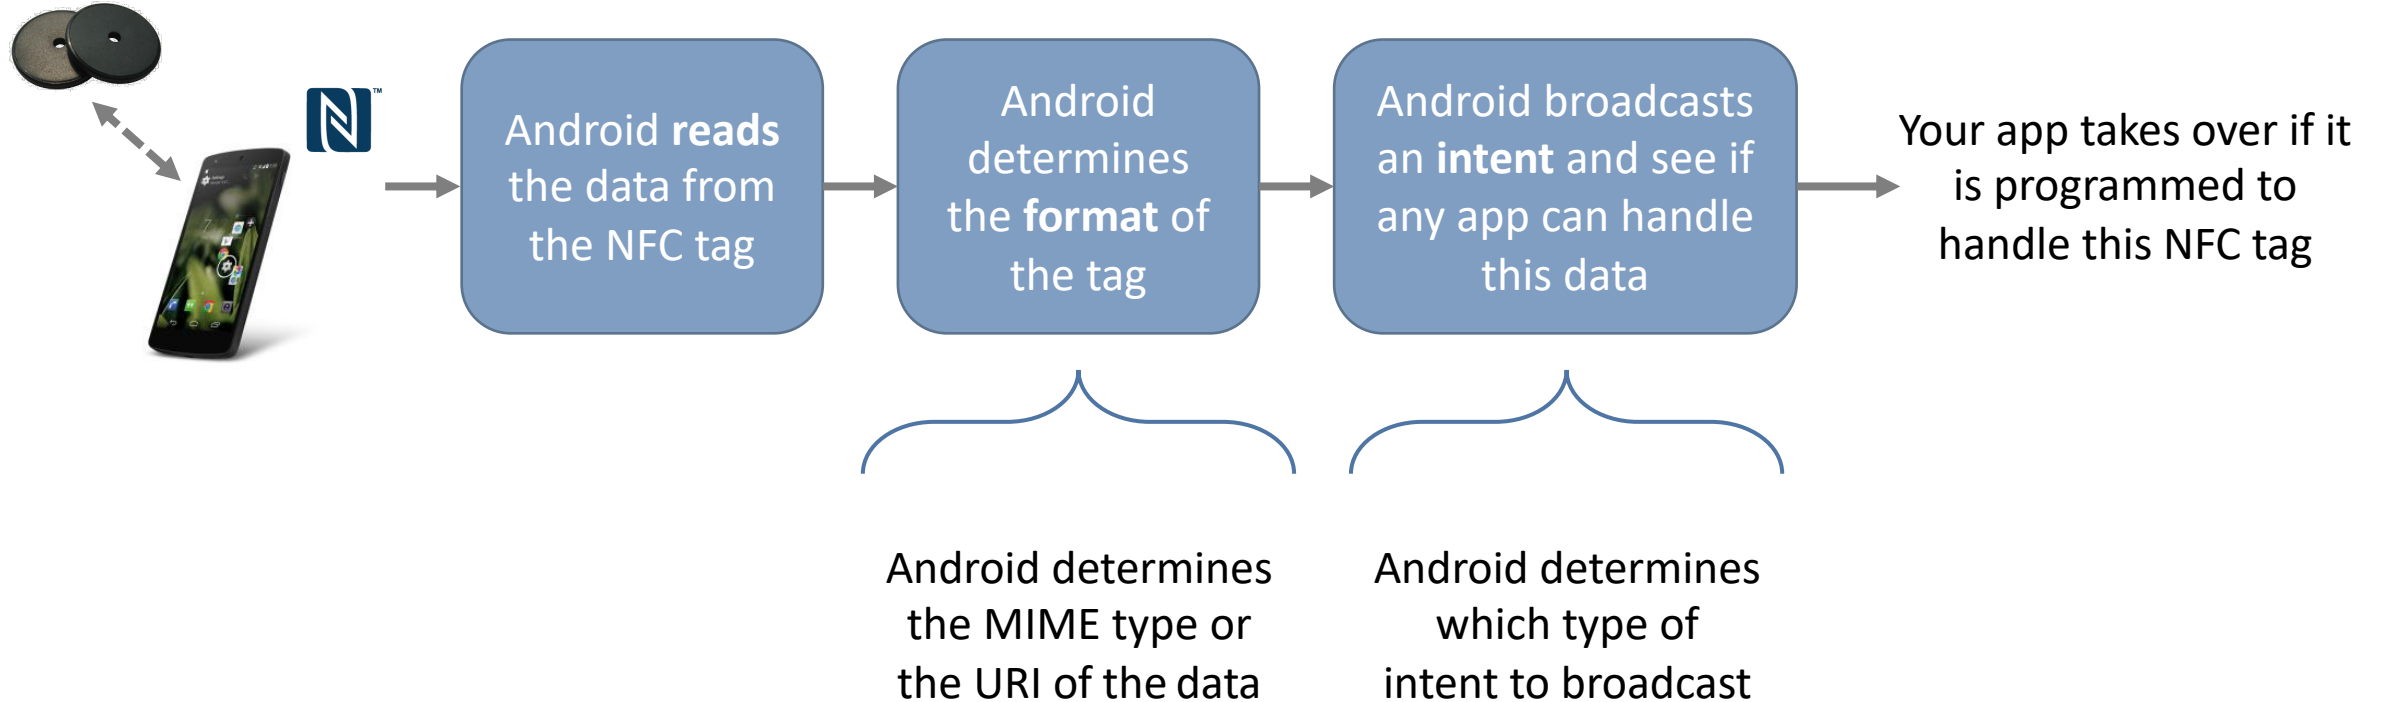 Android reads
the data from
the NFC tag
Android
determines
the format of
the tag
Android broadcasts
an intent and see if
any app can handle
this data
Your app takes over if it
is programmed to
handle this NFC tag
Android determines
the MIME type or
the URI of the data
Android determines
which type of
intent to broadcast